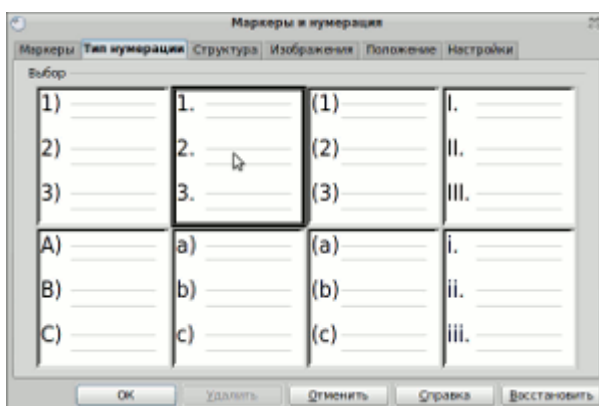 Маркеры и нумерация
Маркеры Тип нумерации Структура Изображения Положение Настройки
Выбор
1) 1. (1) I.
2) 2. (2) II.
3) 3. (3) III.
A) a) (a) i.
B) b) (b) ii.
C) c) (c) iii.
OK Удалить Отменить Справка Восстановить